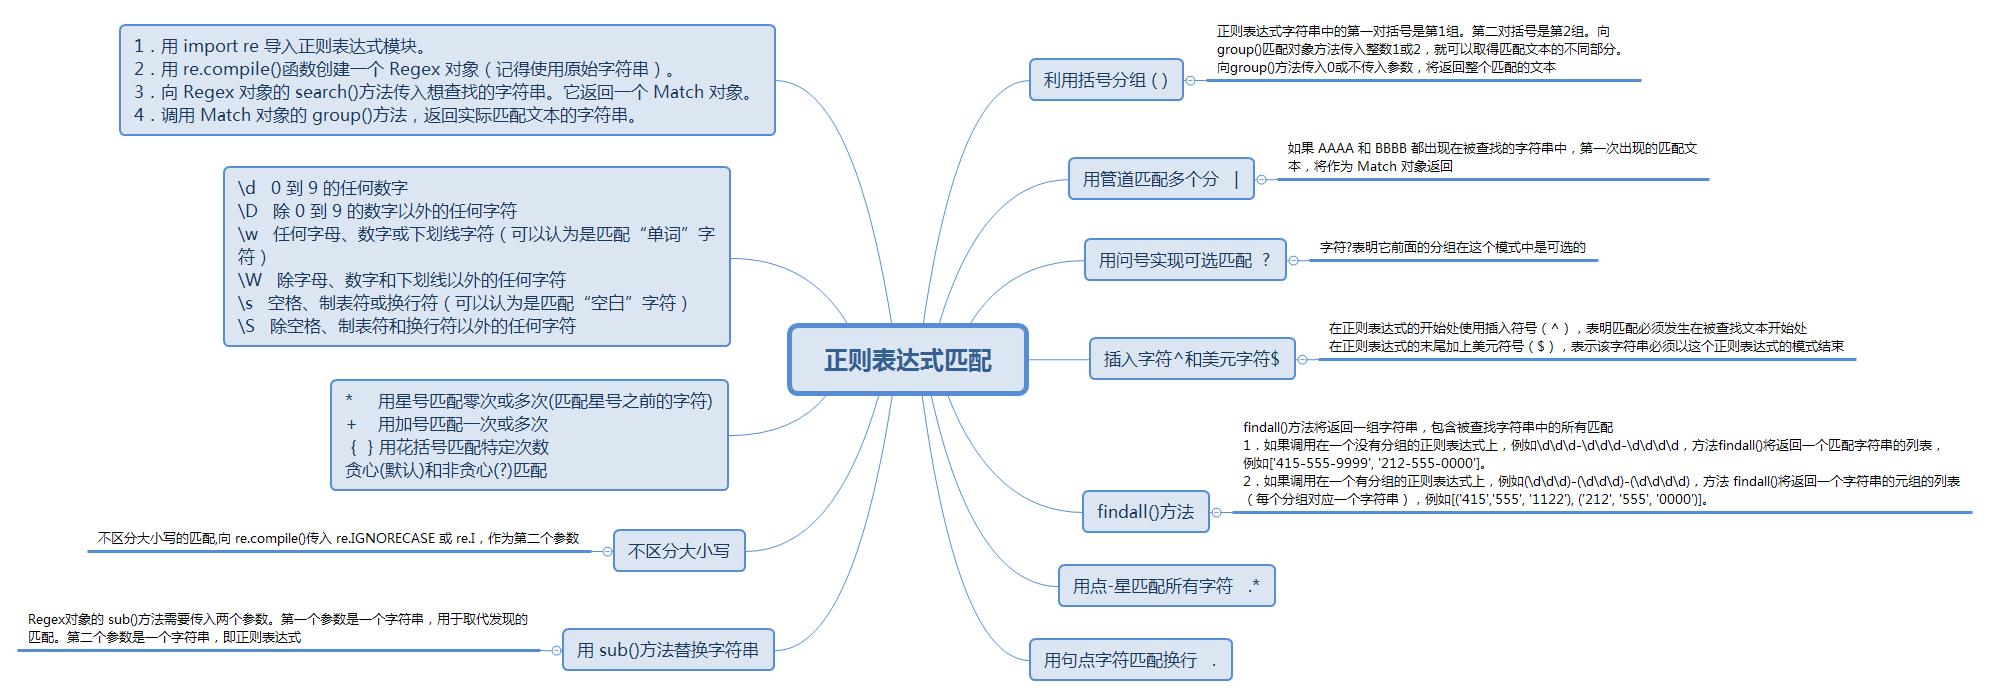 正则表达式匹配
1．用 import re 导入正则表达式模块。
2．用 re.compile()函数创建一个 Regex 对象（记得使用原始字符串）。
3．向 Regex 对象的 search()方法传入想查找的字符串。它返回一个 Match 对象。
4．调用 Match 对象的 group()方法，返回实际匹配文本的字符串。
\d 0 到 9 的任何数字
\D 除 0 到 9 的数字以外的任何字符
\w 任何字母、数字或下划线字符（可以认为是匹配“单词”字
符）
\W 除字母、数字和下划线以外的任何字符
\s 空格、制表符或换行符（可以认为是匹配“空白”字符）
\S 除空格、制表符和换行符以外的任何字符
* 用星号匹配零次或多次(匹配星号之前的字符)
+ 用加号匹配一次或多次
{ } 用花括号匹配特定次数
贪心(默认)和非贪心(?)匹配
不区分大小写
不区分大小写的匹配,向 re.compile()传入 re.IGNORECASE 或 re.I，作为第二个参数
用 sub()方法替换字符串
Regex对象的 sub()方法需要传入两个参数。第一个参数是一个字符串，用于取代发现的
匹配。第二个参数是一个字符串，即正则表达式
利用括号分组 ( )
正则表达式字符串中的第一对括号是第1组。第二对括号是第2组。向
group()匹配对象方法传入整数1或2，就可以取得匹配文本的不同部分。
向group()方法传入0或不传入参数，将返回整个匹配的文本
用管道匹配多个分 |
如果 AAAA 和 BBBB 都出现在被查找的字符串中，第一次出现的匹配文
本，将作为 Match 对象返回
用问号实现可选匹配 ?
字符?表明它前面的分组在这个模式中是可选的
插入字符^和美元字符$
在正则表达式的开始处使用插入符号（^），表明匹配必须发生在被查找文本开始处
在正则表达式的末尾加上美元符号（$），表示该字符串必须以这个正则表达式的模式结束
findall()方法
findall()方法将返回一组字符串，包含被查找字符串中的所有匹配
1．如果调用在一个没有分组的正则表达式上，例如\d\d\d-\d\d\d-\d\d\d\d，方法findall()将返回一个匹配字符串的列表，
例如['415-555-9999', '212-555-0000']。
2．如果调用在一个有分组的正则表达式上，例如(\d\d\d)-(\d\d\d)-(\d\d\d\d)，方法 findall()将返回一个字符串的元组的列表
（每个分组对应一个字符串），例如[('415','555', '1122'), ('212', '555', '0000')]。
用点-星匹配所有字符 .*
用句点字符匹配换行 .